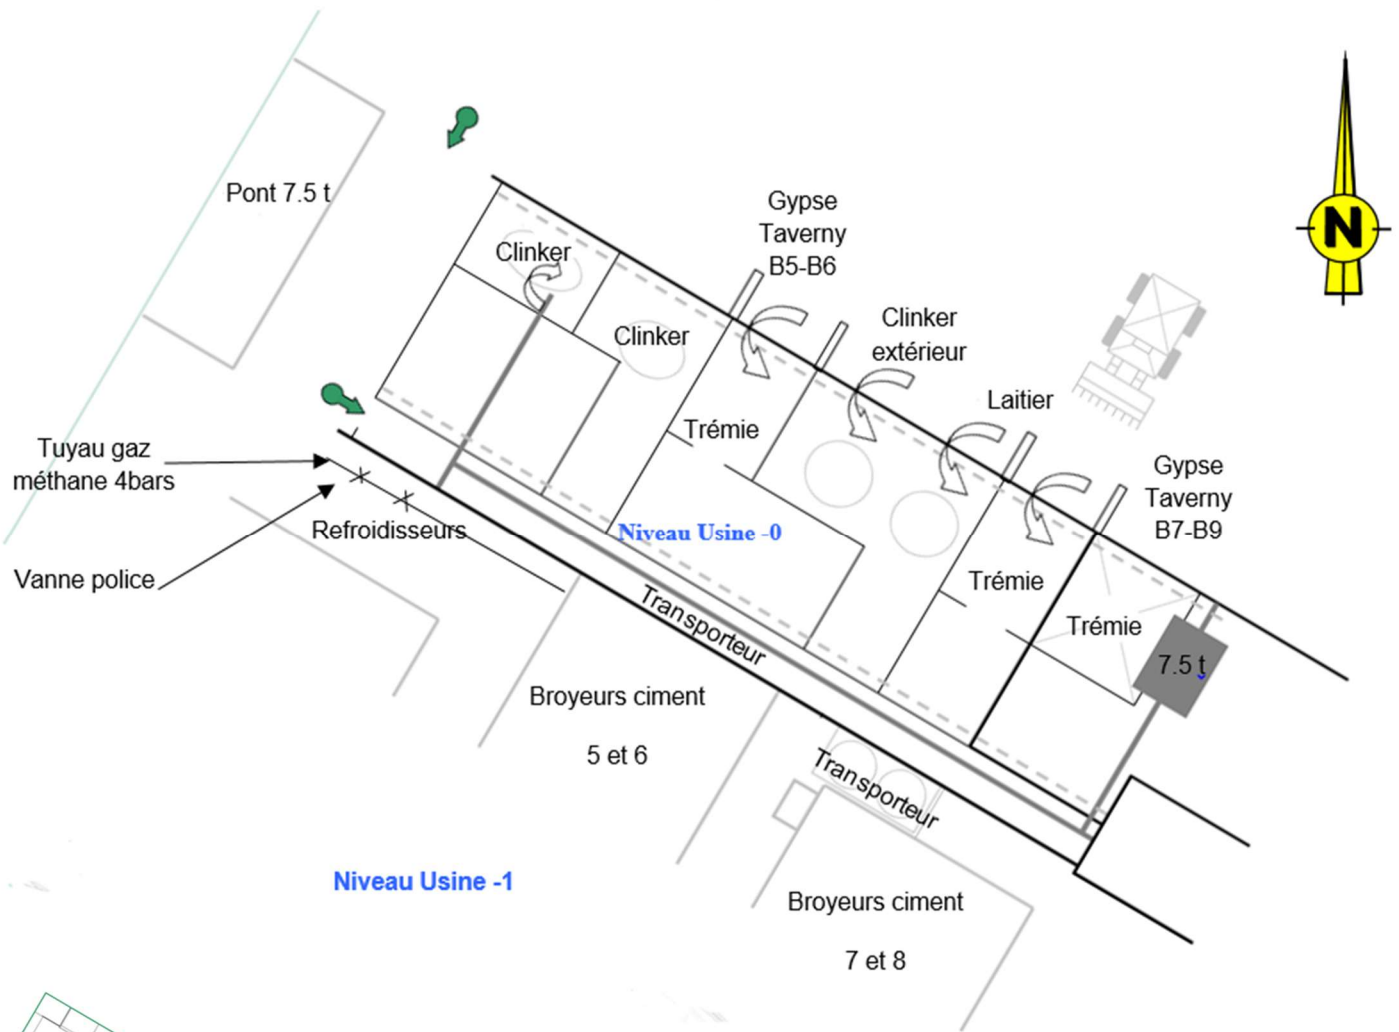 N
Pont 7.5 t
Gypse
Taverny
B5-B6
Clinker
Clinker
Clinker
extérieur
Laitier
Trémie
Tuyau gaz
méthane 4bars
Gypse
Taverny
B7-B9
Refroidisseurs
Niveau Usine -0
Vanne police
Trémie
Trémie
7.5 t
Transporteur
Broyeurs ciment
5 et 6
Transporteur
Niveau Usine -1
Broyeurs ciment
7 et 8